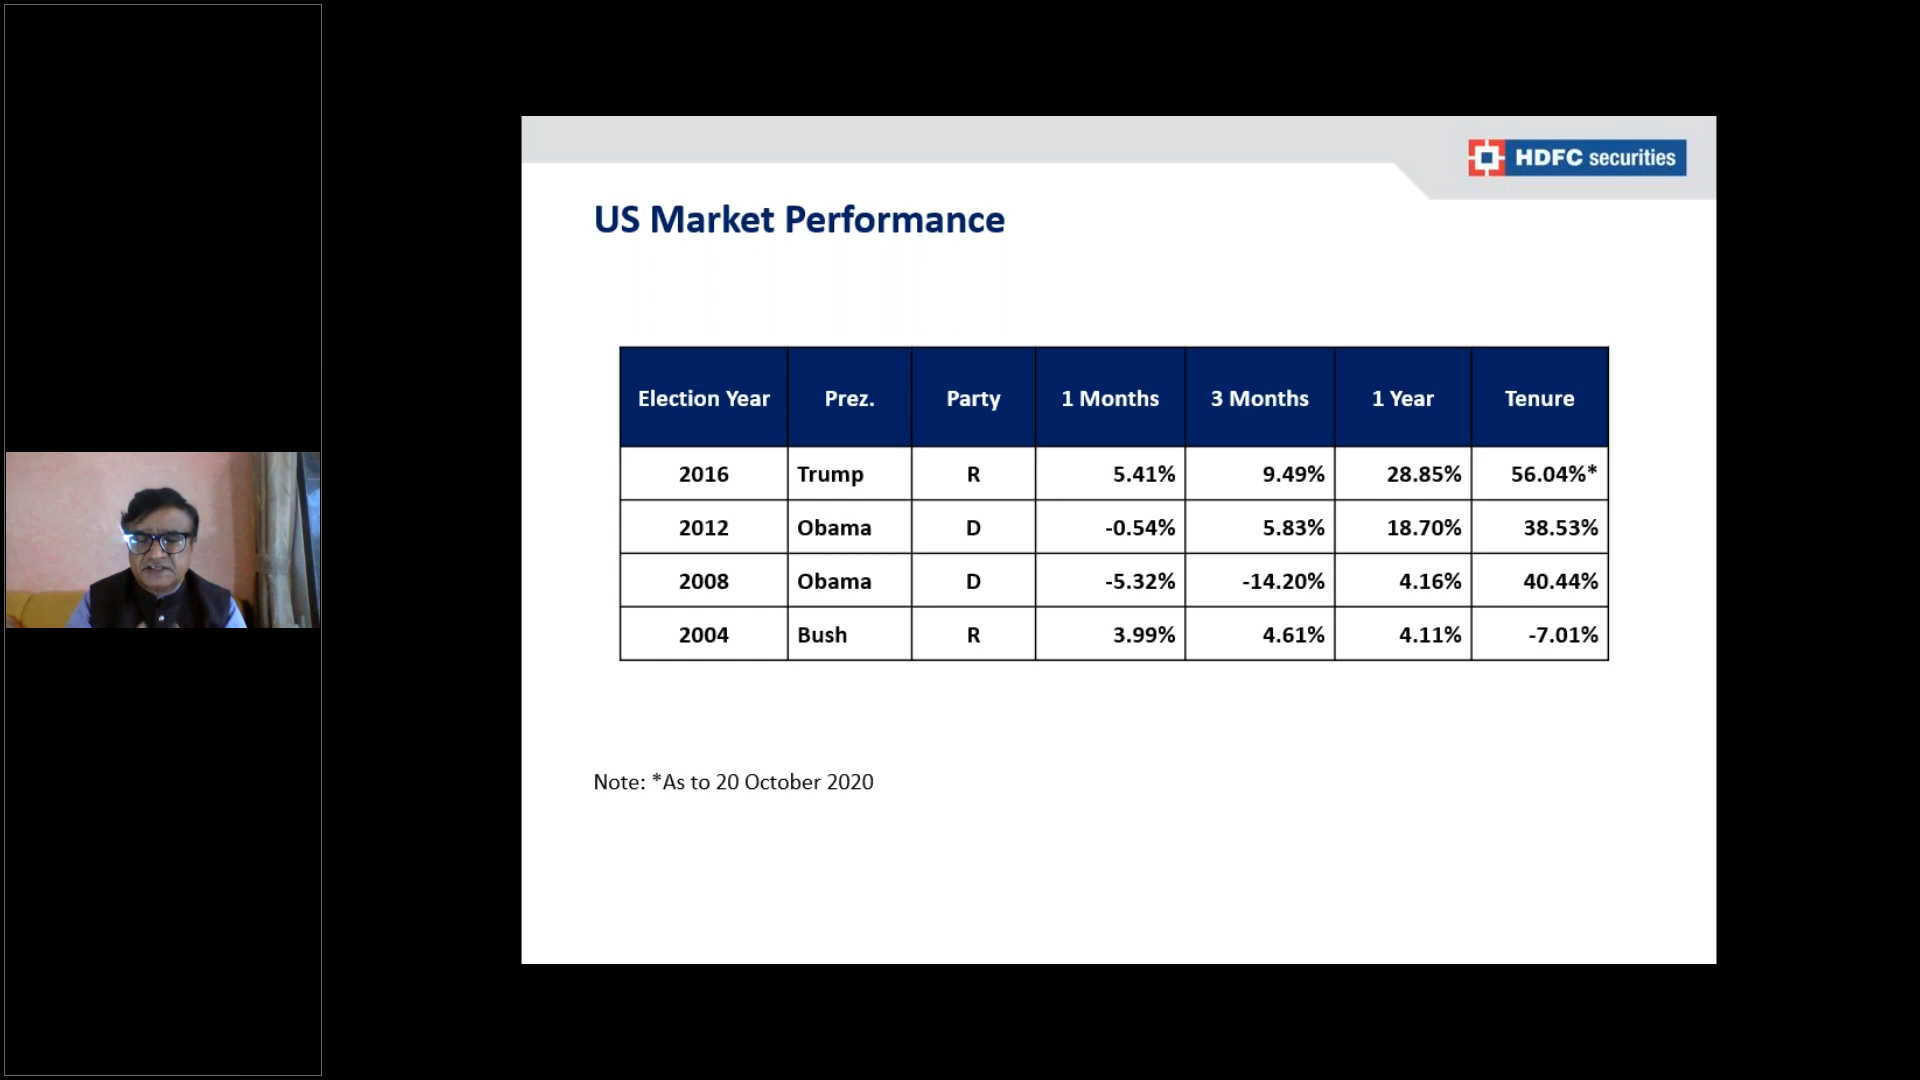 HDFC securities
US Market Performance
Election Year Prez. Party 1 Months 3 Months 1 Year Tenure
2016 Trump R 5.41% 9.49% 28.85% 56.04%*
2012 Obama D -0.54% 5.83% 18.70% 38.53%
2008 Obama D -5.32% -14.20% 4.16% 40.44%
2004 Bush R 3.99% 4.61% 4.11% -7.01%
Note: *As to 20 October 2020